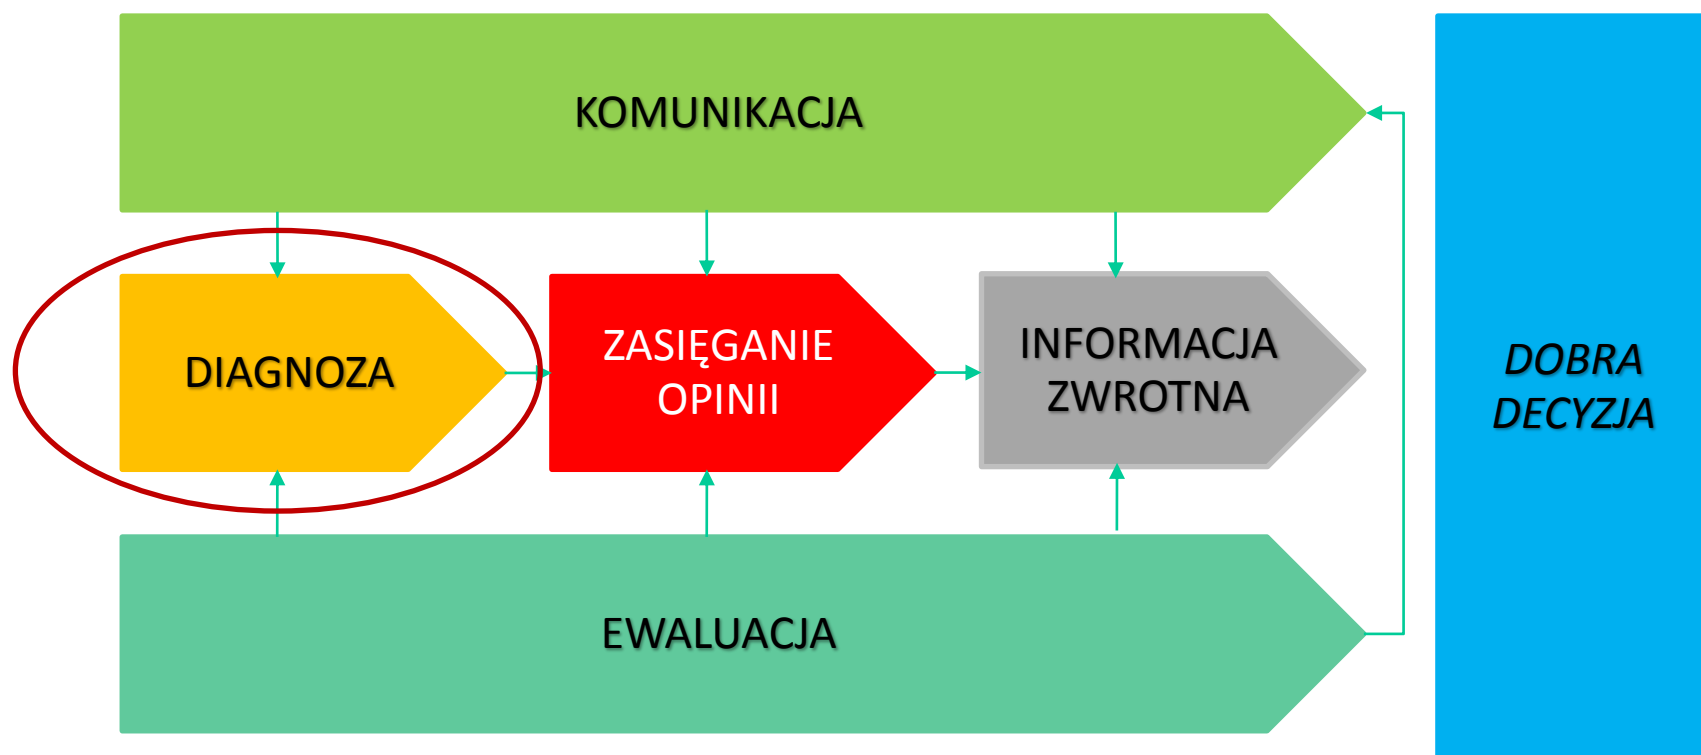 KOMUNIKACJA
DIAGNOZA
ZASIĘGANIE
OPINII
INFORMACJA
ZWROTNA
DOBRA
DECYZJA
EWALUACJA